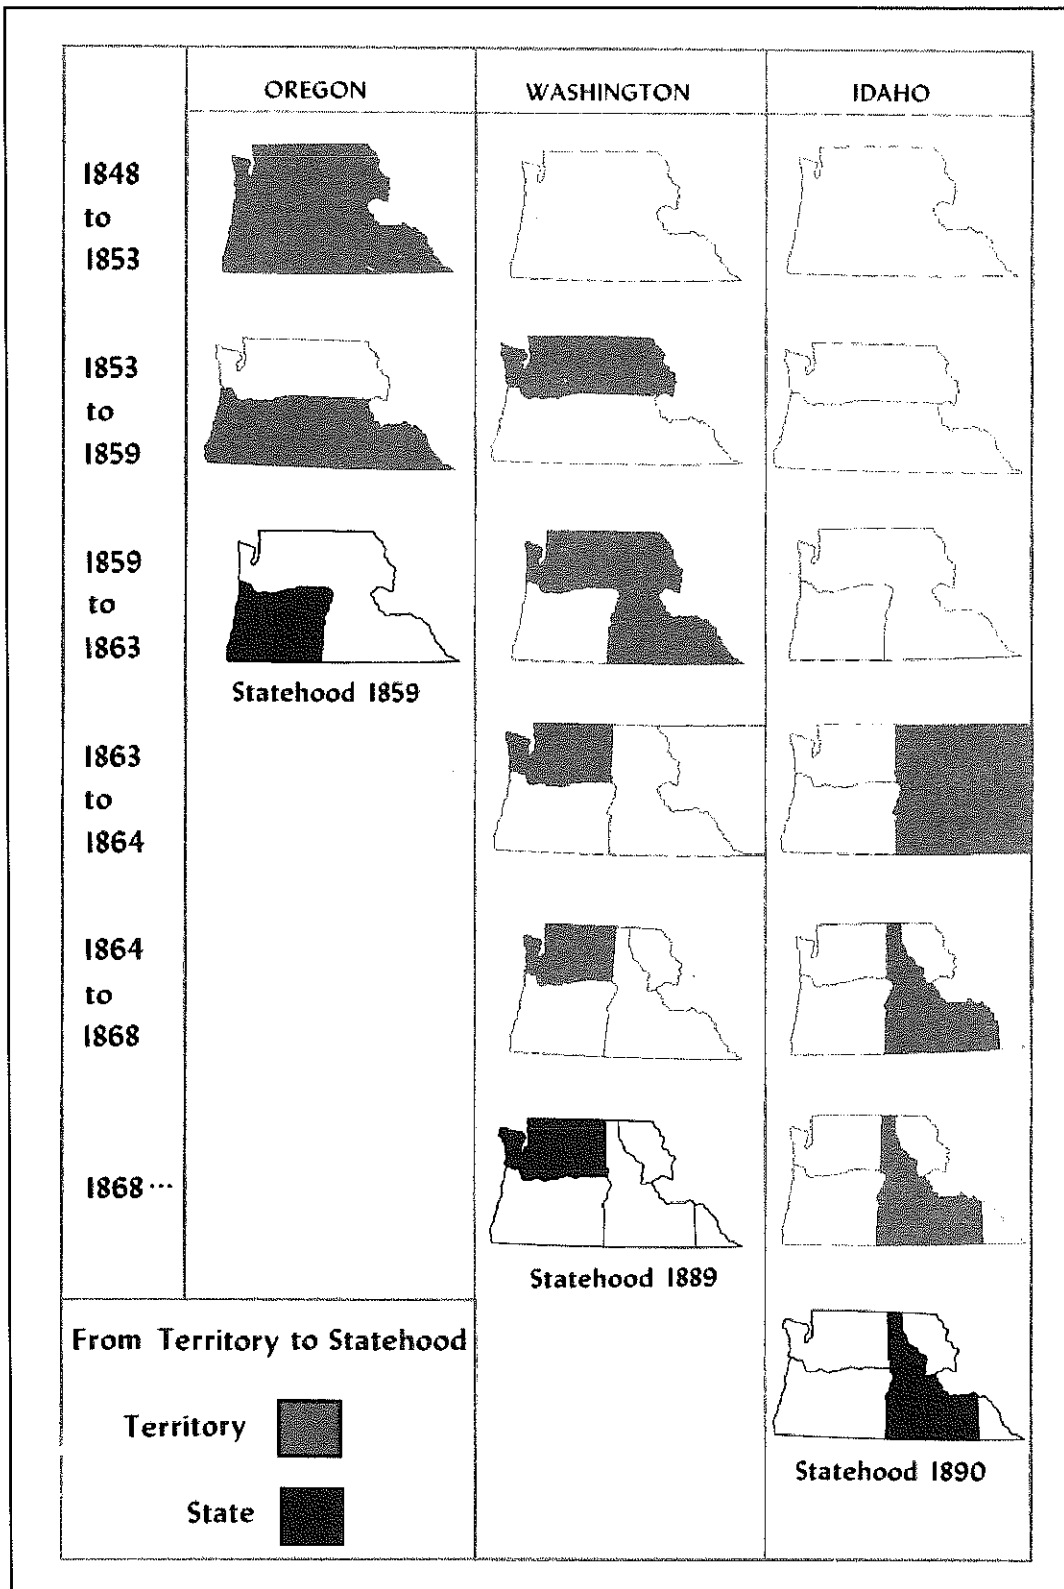 OREGON
WASHINGTON
IDAHO
1848
to
1853
1853
to
1859
1859
to
1863
Statehood 1859
1863
to
1864
1864
to
1868
1868...
Statehood 1889
From Territory to Statehood
Territory
State
Statehood 1890